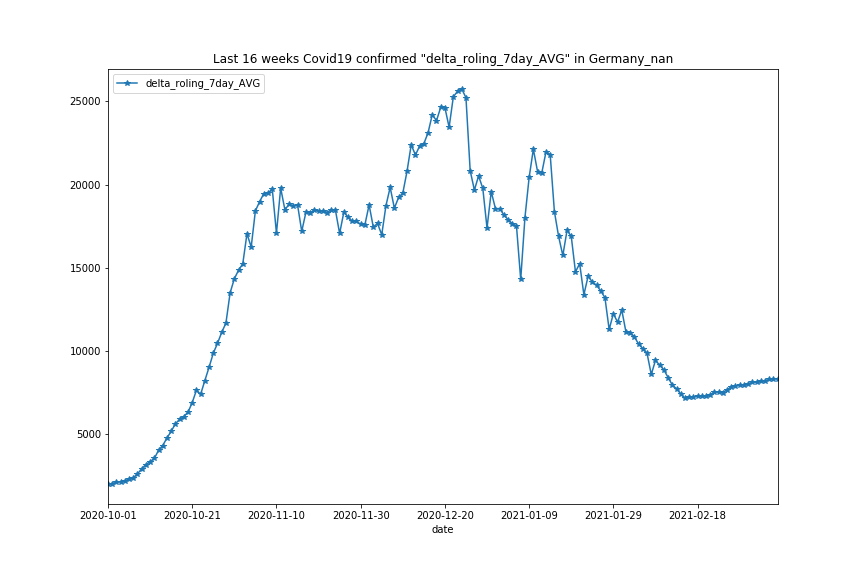 Last 16 weeks Covid19 confirmed "delta_roling_7day_AVG" in Germany_nan
delta_roling_7day_AVG
25000
20000
15000
10000
5000
2020-10-01 2020-10-21 2020-11-10 2020-11-30 2020-12-20 2021-01-09 2021-01-29 2021-02-18
date